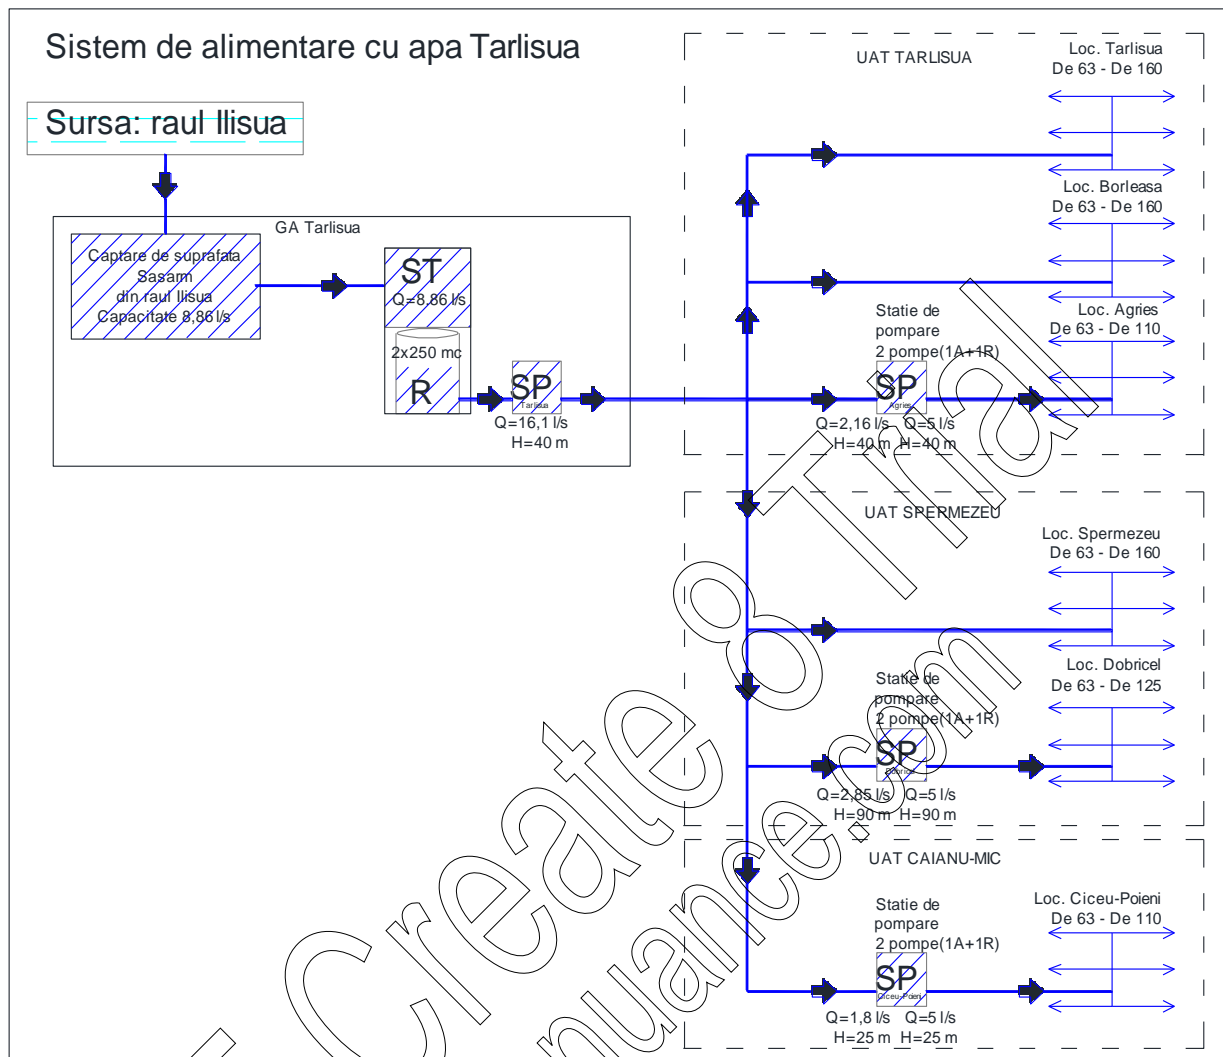 Sistem de alimentare cu apa Tarlisua
Sursa: raul Ilisua
GA Tarlisua
Captare de suprafata
Sasarm
din raul Ilisua
Capacitate 8,86 l/s
ST
Q=8,86 l/s
2x250 mc
R
SP
Tarlisua
Q=16,1 l/s
H=40 m
UAT TARLISUA
Loc. Tarlisua
De 63 - De 160
Loc. Borleasa
De 63 - De 160
Loc. Agries
De 63 - De 110
Statie de
pompare
2 pompe(1A+1R)
SP
Agries
Q=2,16 l/s Q=5 l/s
H=40 m H=40 m
UAT SPERMEZEU
Loc. Spermezeu
De 63 - De 160
Loc. Dobricel
De 63 - De 125
Statie de
pompare
2 pompe(1A+1R)
SP
Dobricel
Q=2,85 l/s Q=5 l/s
H=90 m H=90 m
UAT CAIANU-MIC
Loc. Ciceu-Poieni
De 63 - De 110
Statie de
pompare
2 pompe(1A+1R)
SP
Ciceu-Poieni
Q=1,8 l/s Q=5 l/s
H=25 m H=25 m
Create 8 Trial
nuance.com